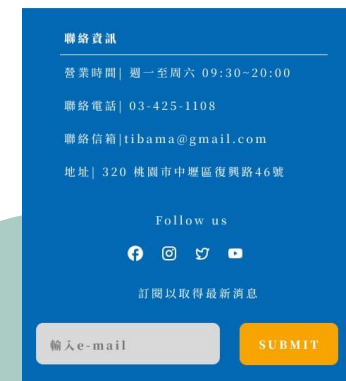 聯絡資訊
營業時間| 週一至周六 09:30~20:00
聯絡電話| 03-425-1108
聯絡信箱|tibama@gmail.com
地址| 320 桃園市中壢區復興路46號
Follow us
訂閱以取得最新消息
輸入e-mail
SUBMIT